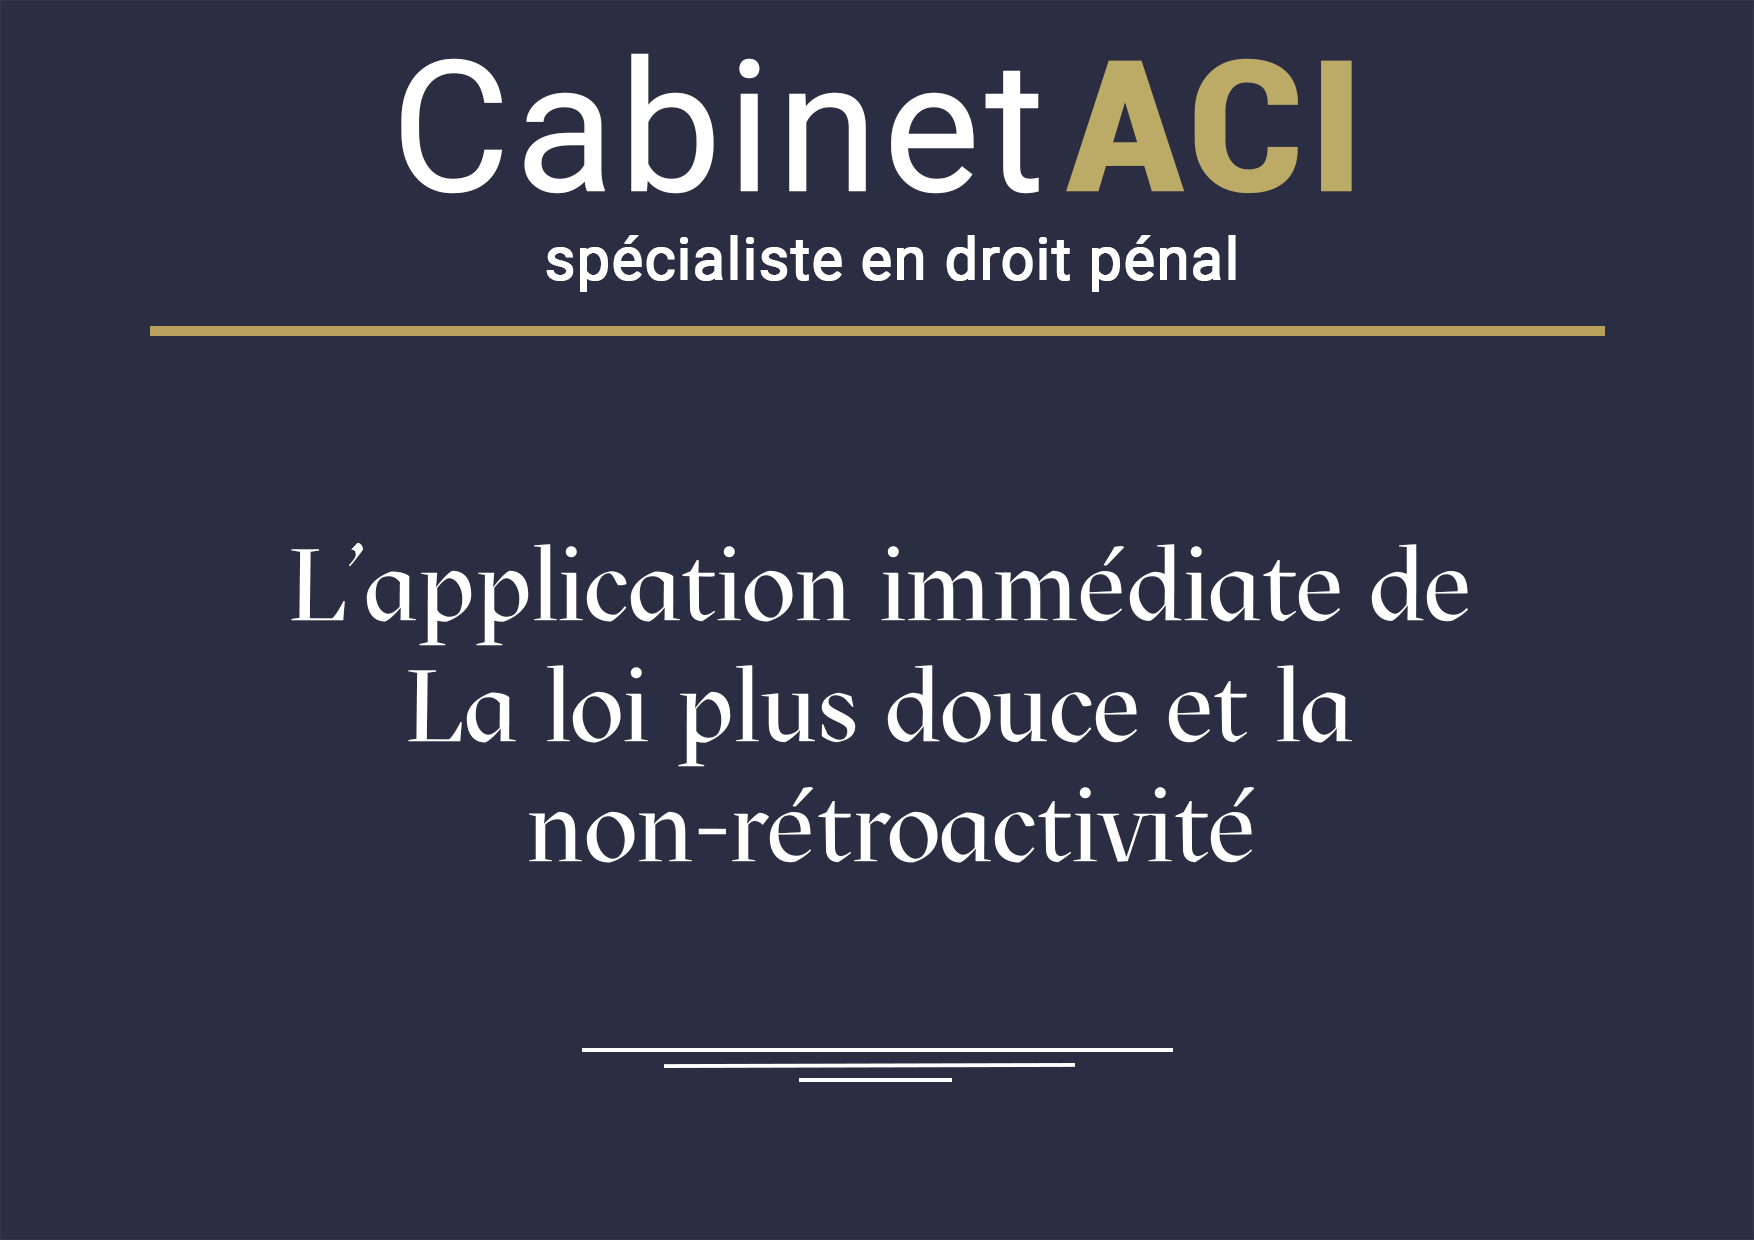 Cabinet ACI
spécialiste en droit pénal
L’application immédiate de
La loi plus douce et la
non-rétroactivité